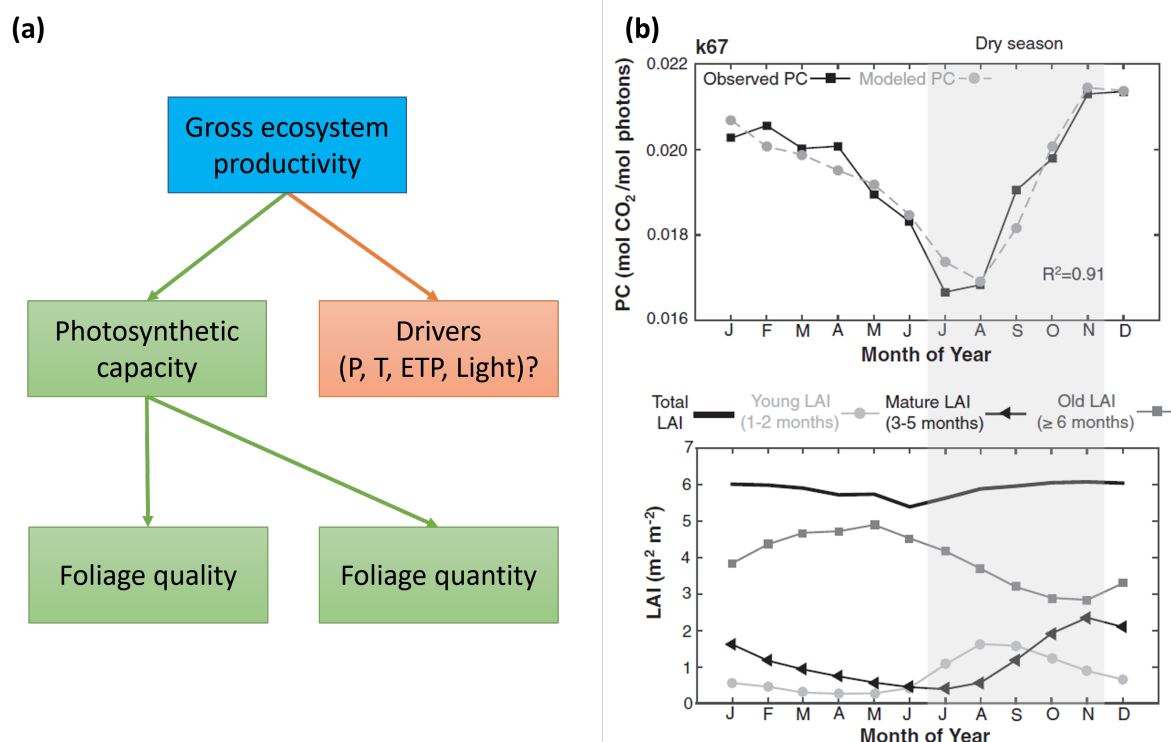 (a)
Gross ecosystem
productivity
Photosynthetic
capacity
Drivers
(P, T, ETP, Light)?
Foliage quality
Foliage quantity
(b)
k67
Dry season
Observed PC
Modeled PC
PC (mol CO2/mol photons)
0.022
0.020
0.018
0.016
R²=0.91
J F M A M J J A S O N D
Month of Year
Total
LAI
Young LAI
(1-2 months)
Mature LAI
(3-5 months)
Old LAI
(≥ 6 months)
LAI (m² m⁻²)
7
6
5
4
3
2
1
0
J F M A M J J A S O N D
Month of Year